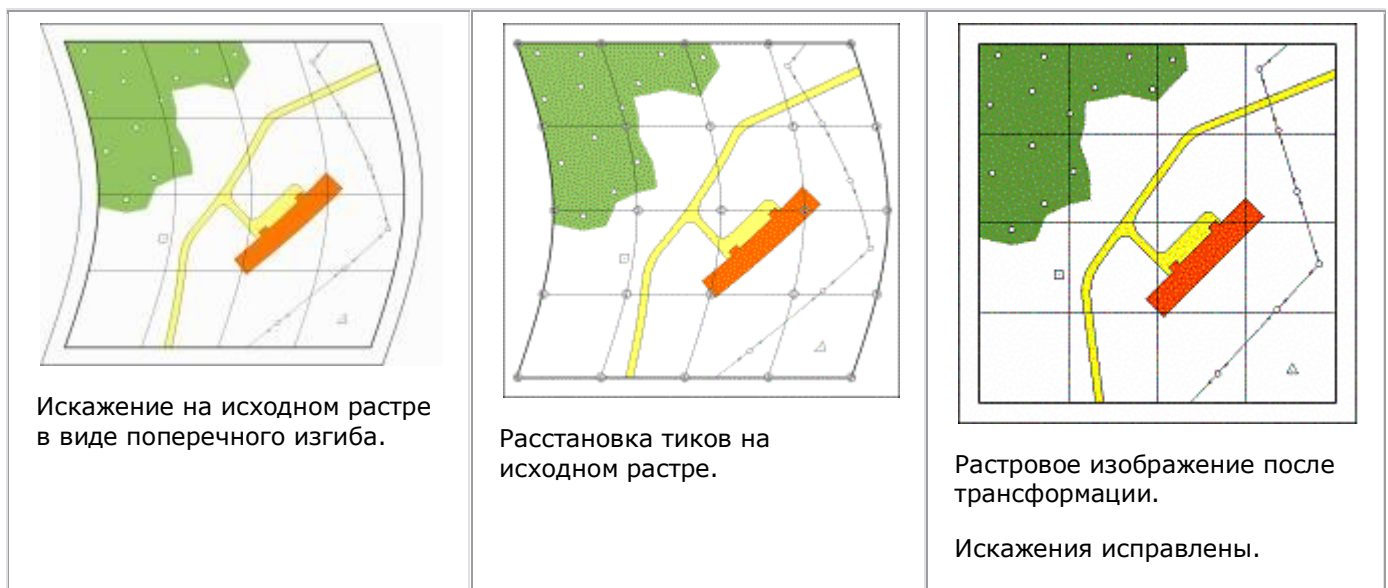 Искажение на исходном растре
в виде поперечного изгиба.
Расстановка тиков на
исходном растре.
Растровое изображение после
трансформации.
Искажения исправлены.